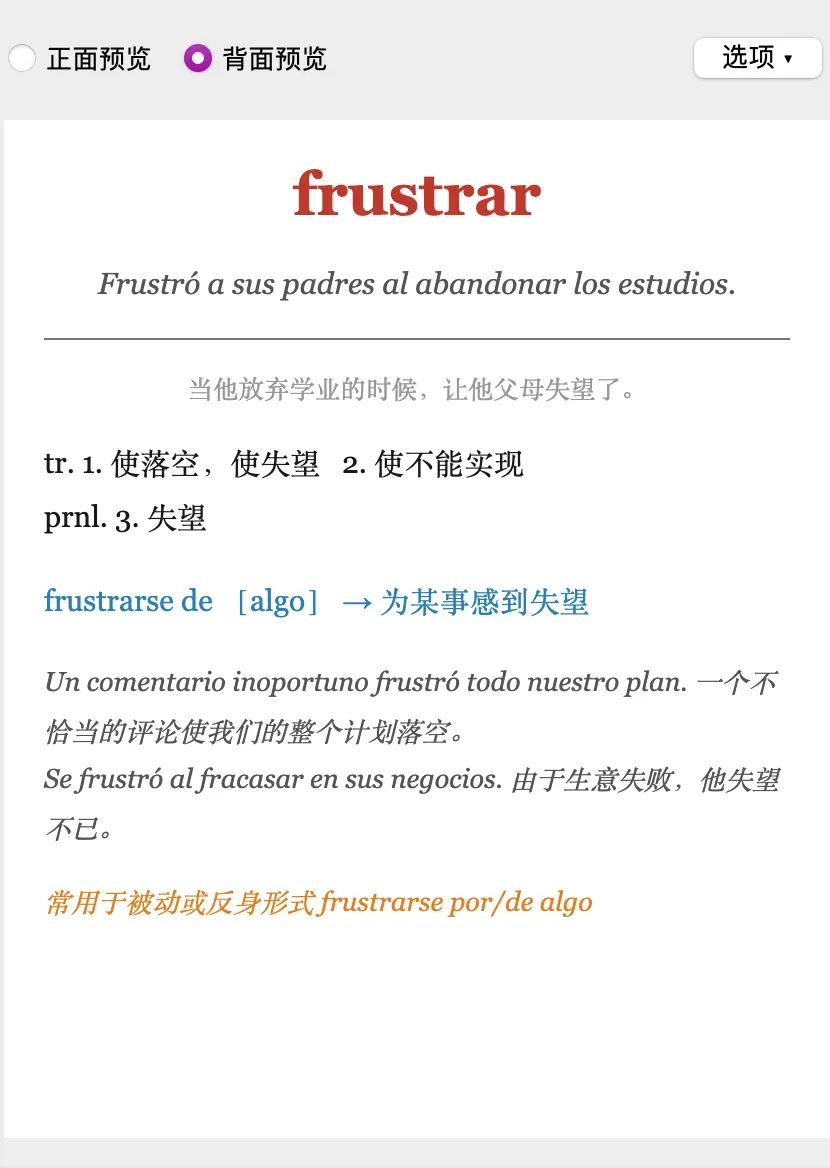 正面预览 背面预览 选项 ▾
frustrar
Frustró a sus padres al abandonar los estudios.
当他放弃学业的时候，让他父母失望了。
tr. 1. 使落空，使失望 2. 使不能实现
prnl. 3. 失望
frustrarse de ［algo］ → 为某事感到失望
Un comentario inoportuno frustró todo nuestro plan. 一个不
恰当的评论使我们的整个计划落空。
Se frustró al fracasar en sus negocios. 由于生意失败，他失望
不已。
常用于被动或反身形式 frustrarse por/de algo